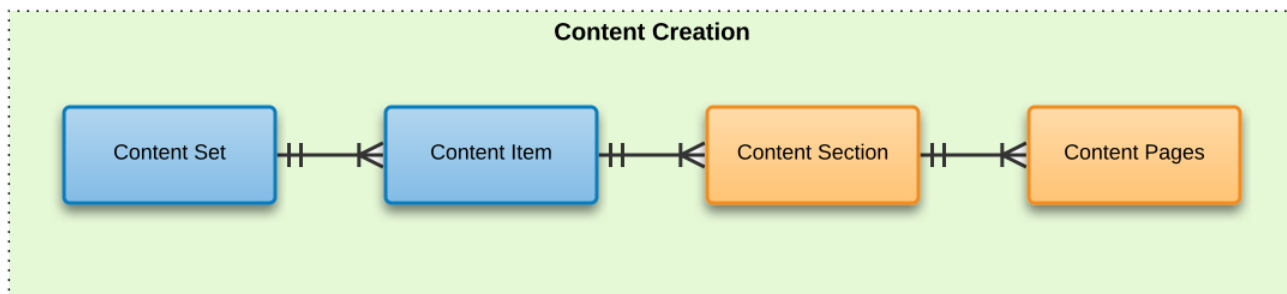 Content Creation
Content Set
Content Item
Content Section
Content Pages